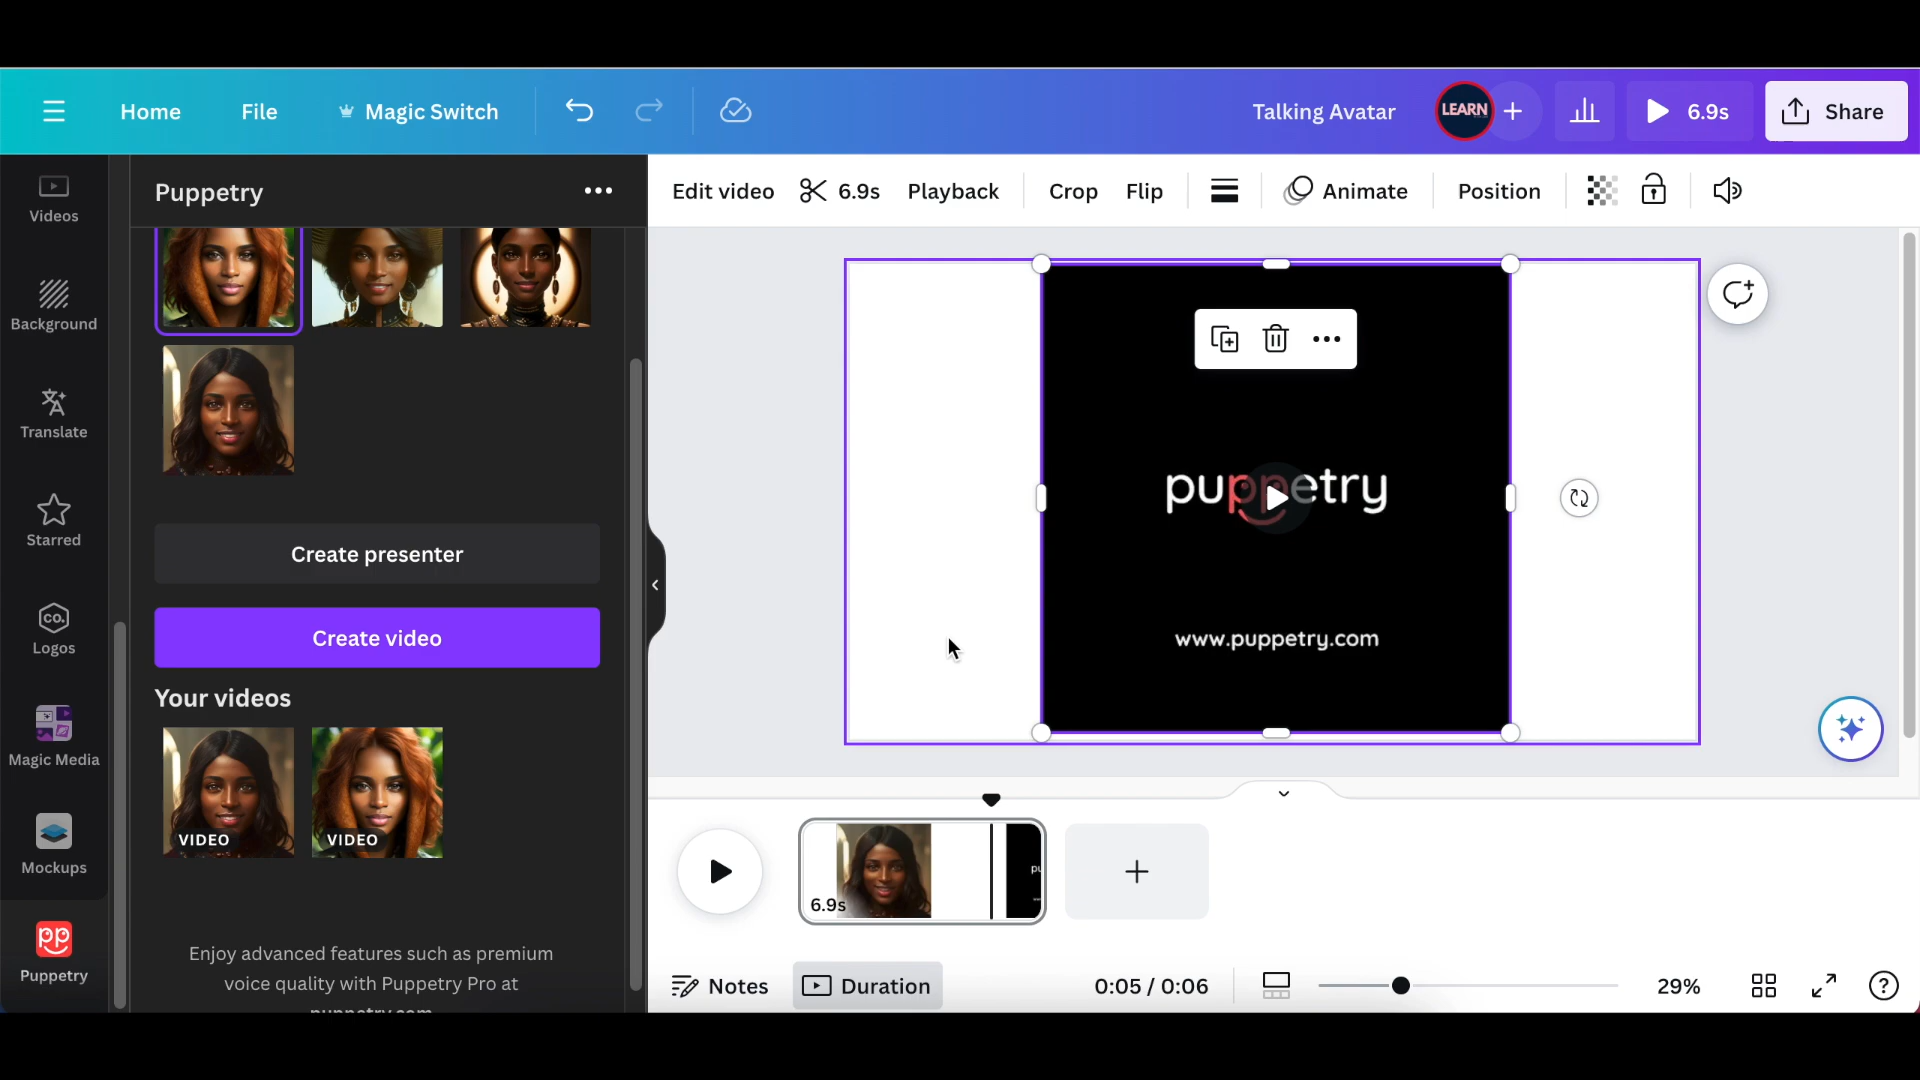 Home File Magic Switch Talking Avatar LEARN 6.9s Share
Videos
Background
Translate
Starred
CO.
Logos
Magic Media
Mockups
Puppetry
Puppetry
Create presenter
Create video
Your videos
VIDEO VIDEO
Enjoy advanced features such as premium
voice quality with Puppetry Pro at
Edit video 6.9s Playback Crop Flip Animate Position
puppetry
www.puppetry.com
6.9s
Notes Duration 0:05 / 0:06 29%